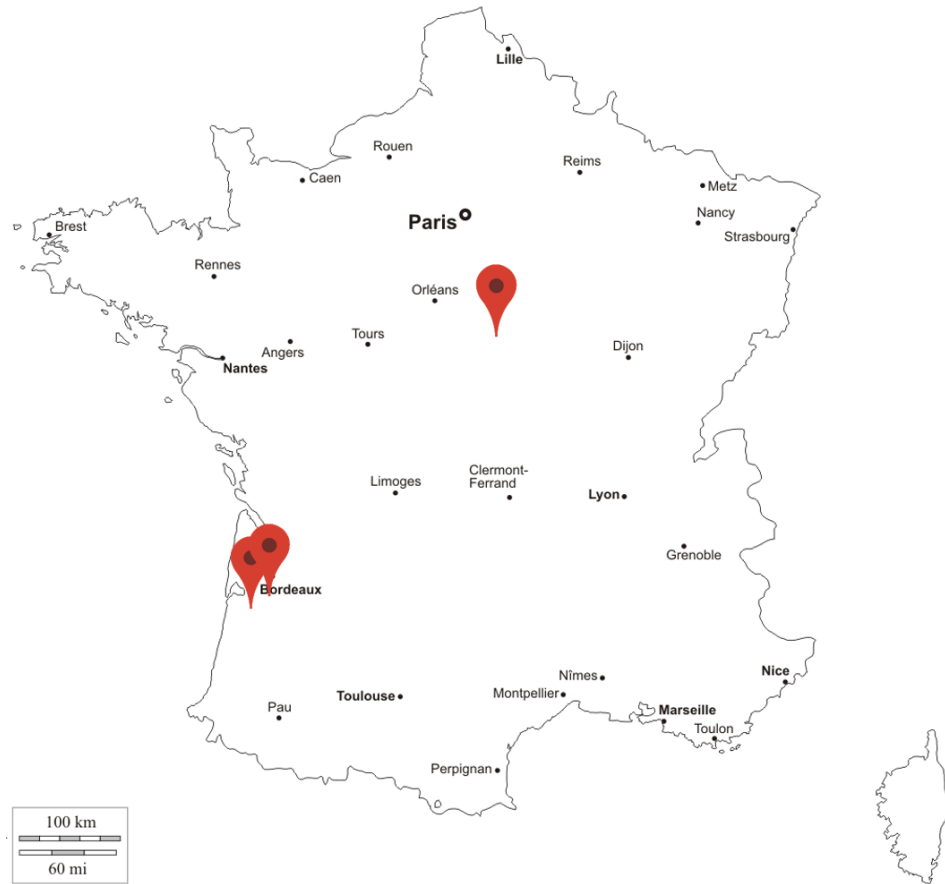 Lille
Rouen
Reims
Caen
Metz
Paris
Nancy
Brest
Strasbourg
Rennes
Orléans
Tours
Angers
Dijon
Nantes
Clermont-
Ferrand
Limoges
Lyon
Grenoble
Bordeaux
Nice
Nîmes
Toulouse
Montpellier
Pau
Marseille
Toulon
Perpignan
100 km
60 mi